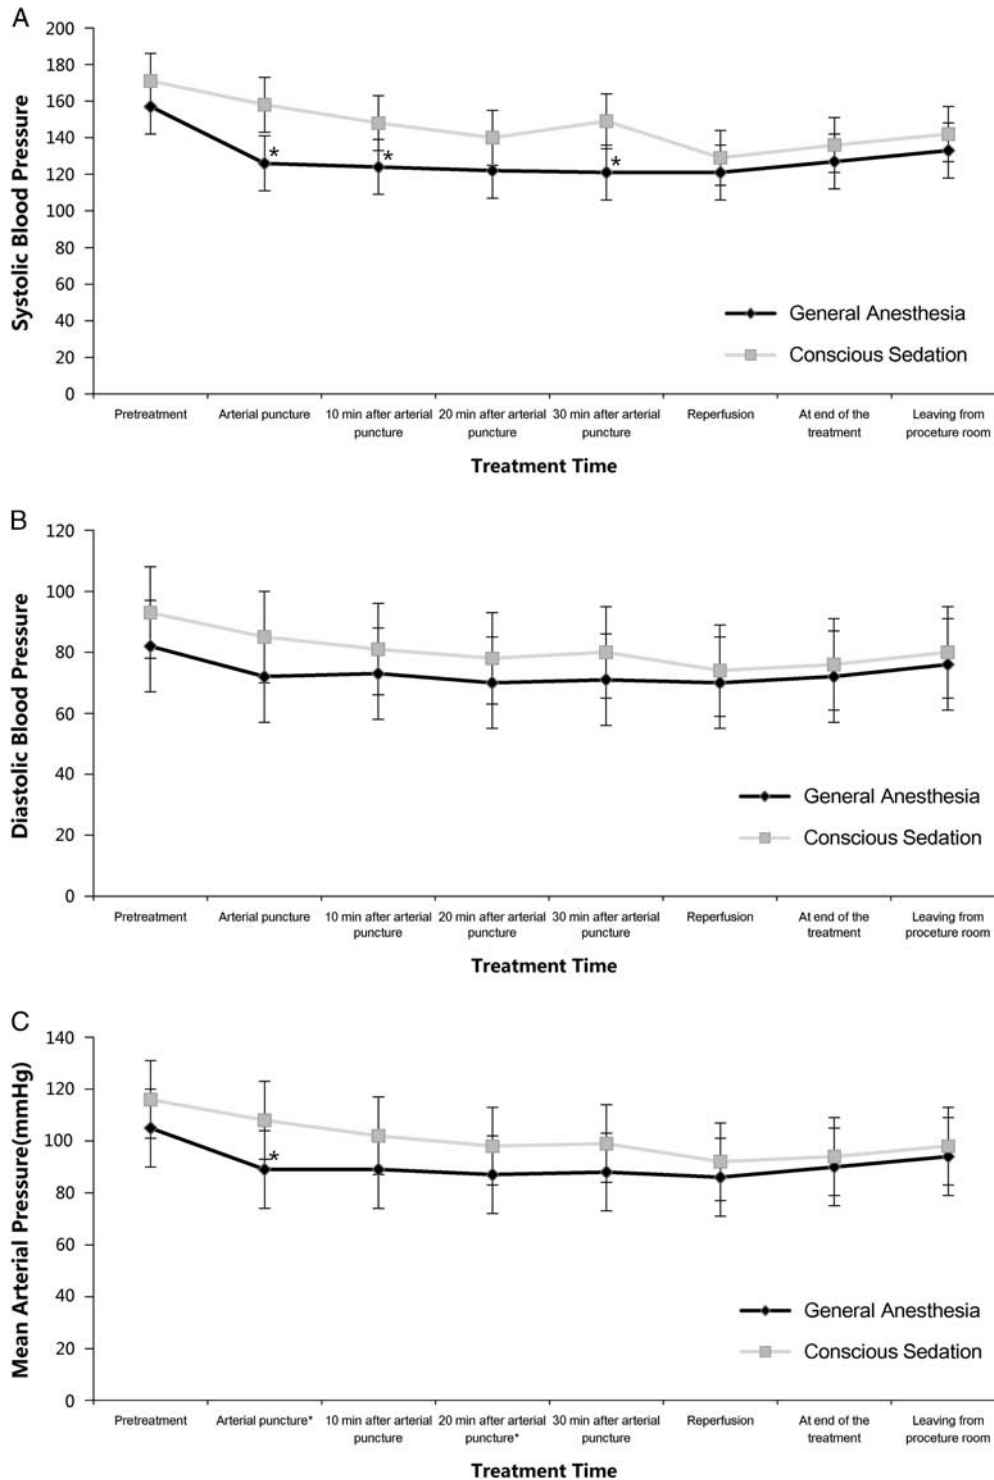 A
200
180
160
140
120
100
80
60
40
20
0
Systolic Blood Pressure
*
*
*
General Anesthesia
Conscious Sedation
Pretreatment
Arterial puncture
10 min after arterial
puncture
20 min after arterial
puncture
30 min after arterial
puncture
Reperfusion
At end of the
treatment
Leaving from
proceture room
Treatment Time
B
120
100
80
60
40
20
0
Diastolic Blood Pressure
General Anesthesia
Conscious Sedation
Pretreatment
Arterial puncture
10 min after arterial
puncture
20 min after arterial
puncture
30 min after arterial
puncture
Reperfusion
At end of the
treatment
Leaving from
proceture room
Treatment Time
C
140
120
100
80
60
40
20
0
Mean Arterial Pressure(mmHg)
*
General Anesthesia
Conscious Sedation
Pretreatment
Arterial puncture*
10 min after arterial
puncture
20 min after arterial
puncture*
30 min after arterial
puncture
Reperfusion
At end of the
treatment
Leaving from
proceture room
Treatment Time